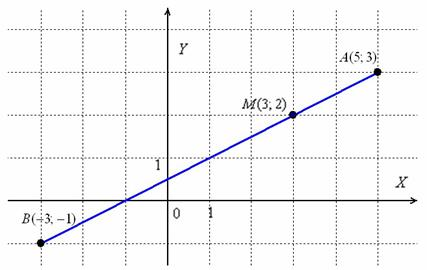 Y
A(5; 3)
M(3; 2)
1
X
B(−3; −1)
0
1